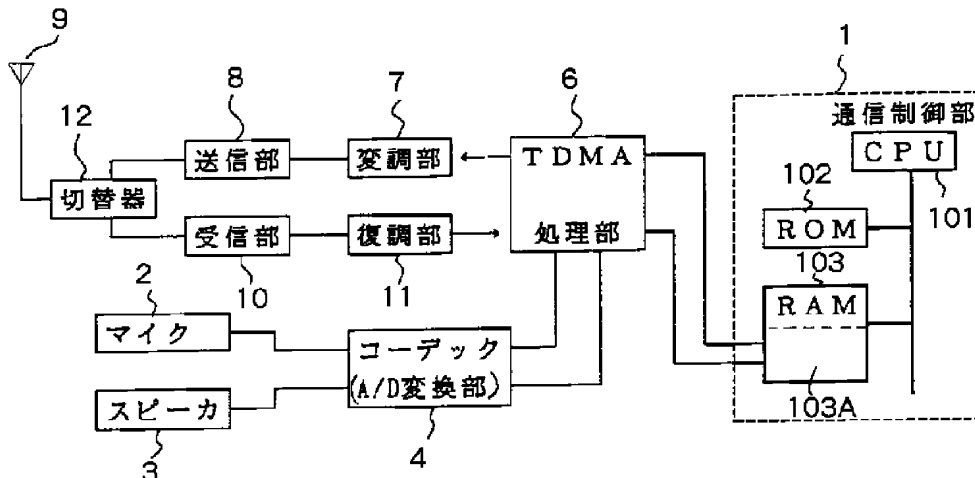 9
1
8
7
6
12
通信制御部
送信部
変調部
TDMA
CPU
切替器
102
101
受信部
復調部
処理部
ROM
103
2
10
11
RAM
マイク
コーデック
(A/D変換部)
スピーカ
103A
3
4